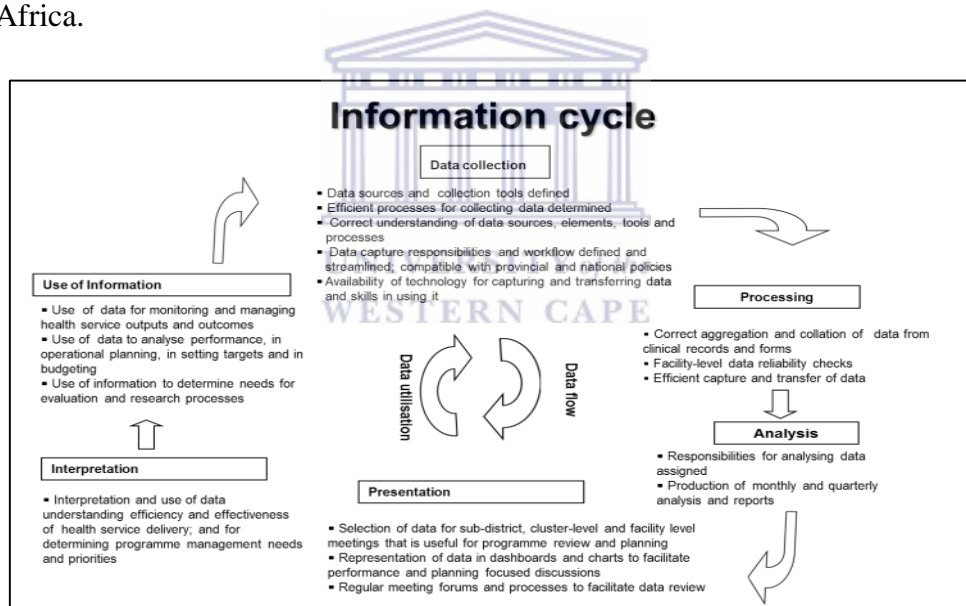 Africa.
Information cycle
Data collection
▪ Data sources and collection tools defined
▪ Efficient processes for collecting data determined
▪ Correct understanding of data sources, elements, tools and
processes
▪ Data capture responsibilities and workflow defined and
streamlined; compatible with provincial and national policies
▪ Availability of technology for capturing and transferring data
and skills in using it
UNIVERSITY of the
WESTERN CAPE
Processing
▪ Correct aggregation and collation of data from
clinical records and forms
▪ Facility-level data reliability checks
▪ Efficient capture and transfer of data
Analysis
▪ Responsibilities for analysing data
assigned
▪ Production of monthly and quarterly
analysis and reports
Data flow
Data utilisation
Presentation
▪ Selection of data for sub-district, cluster-level and facility level
meetings that is useful for programme review and planning
▪ Representation of data in dashboards and charts to facilitate
performance and planning focused discussions
▪ Regular meeting forums and processes to facilitate data review
Interpretation
▪ Interpretation and use of data
understanding efficiency and effectiveness
of health service delivery; and for
determining programme management needs
and priorities
Use of Information
▪ Use of data for monitoring and managing
health service outputs and outcomes
▪ Use of data to analyse performance, in
operational planning, in setting targets and in
budgeting
▪ Use of information to determine needs for
evaluation and research processes